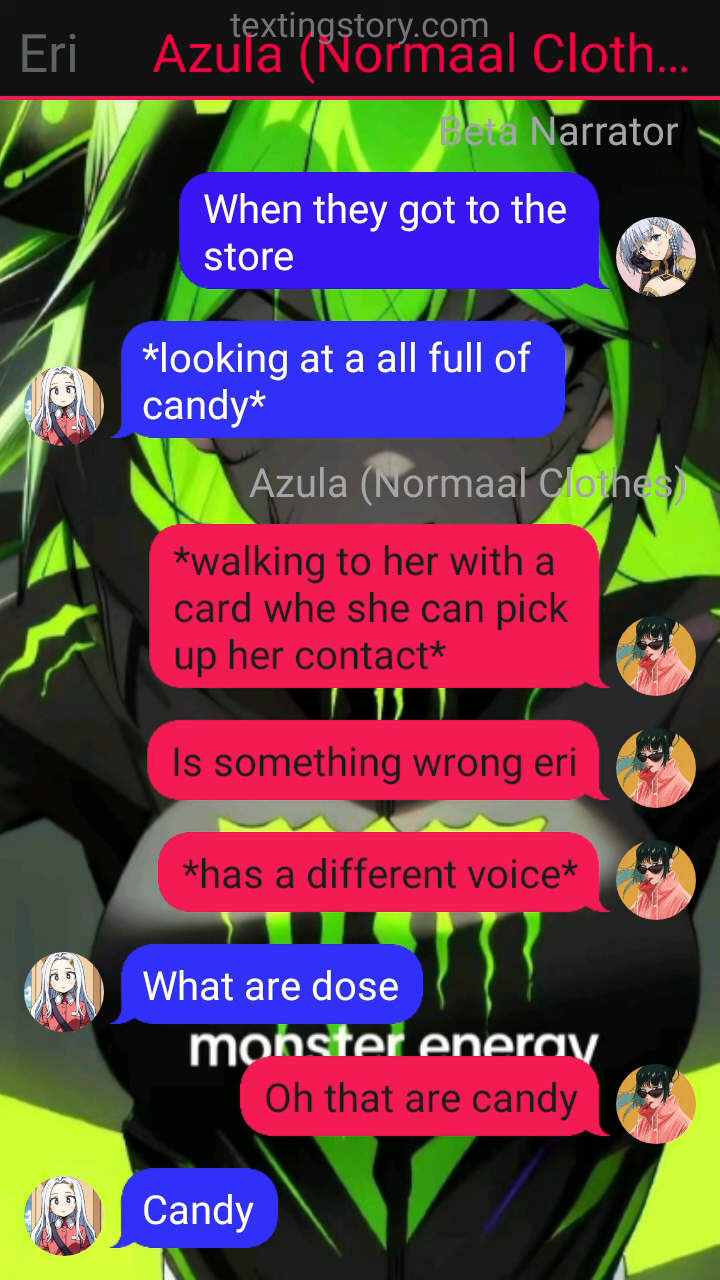 textingstory.com
Eri
Azula (Normaal Cloth...
Beta Narrator
When they got to the
store
*looking at a all full of
candy*
Azula (Normaal Clothes)
*walking to her with a
card whe she can pick
up her contact*
Is something wrong eri
*has a different voice*
What are dose
monster energy
Oh that are candy
Candy